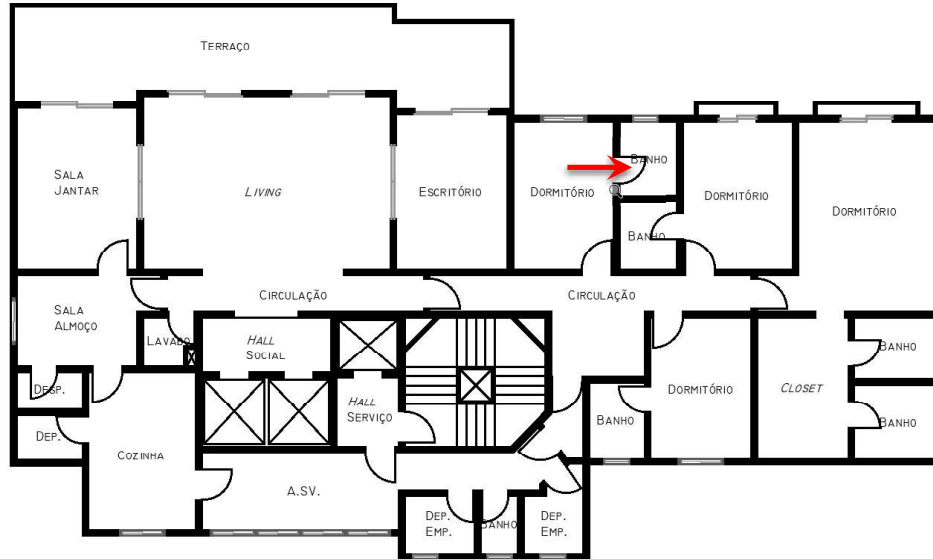 TERRAÇO
SALA
JANTAR
LIVING
ESCRITÓRIO
DORMITÓRIO
BANHO
BANHO
DORMITÓRIO
DORMITÓRIO
SALA
ALMOÇO
CIRCULAÇÃO
CIRCULAÇÃO
LAVABO
HALL
SOCIAL
HALL
SERVIÇO
DESP.
DEP.
COZINHA
A.SV.
DORMITÓRIO
BANHO
CLOSET
BANHO
BANHO
DEP.
EMP.
BANHO
DEP.
EMP.